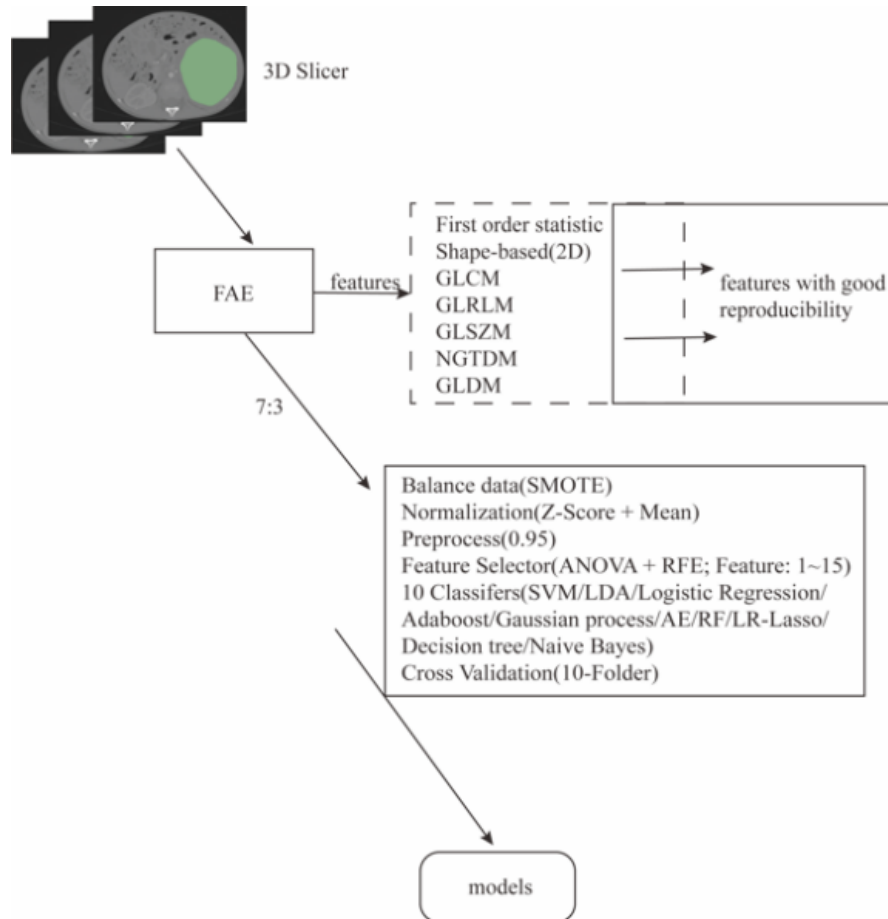 3D Slicer
First order statistic
Shape-based(2D)
FAE
features
GLCM
GLRLM
GLSZM
NGTDM
GLDM
features with good
reproducibility
7:3
Balance data(SMOTE)
Normalization(Z-Score + Mean)
Preprocess(0.95)
Feature Selector(ANOVA + RFE; Feature: 1~15)
10 Classifers(SVM/LDA/Logistic Regression/
Adaboost/Gaussian process/AE/RF/LR-Lasso/
Decision tree/Naive Bayes)
Cross Validation(10-Folder)
models